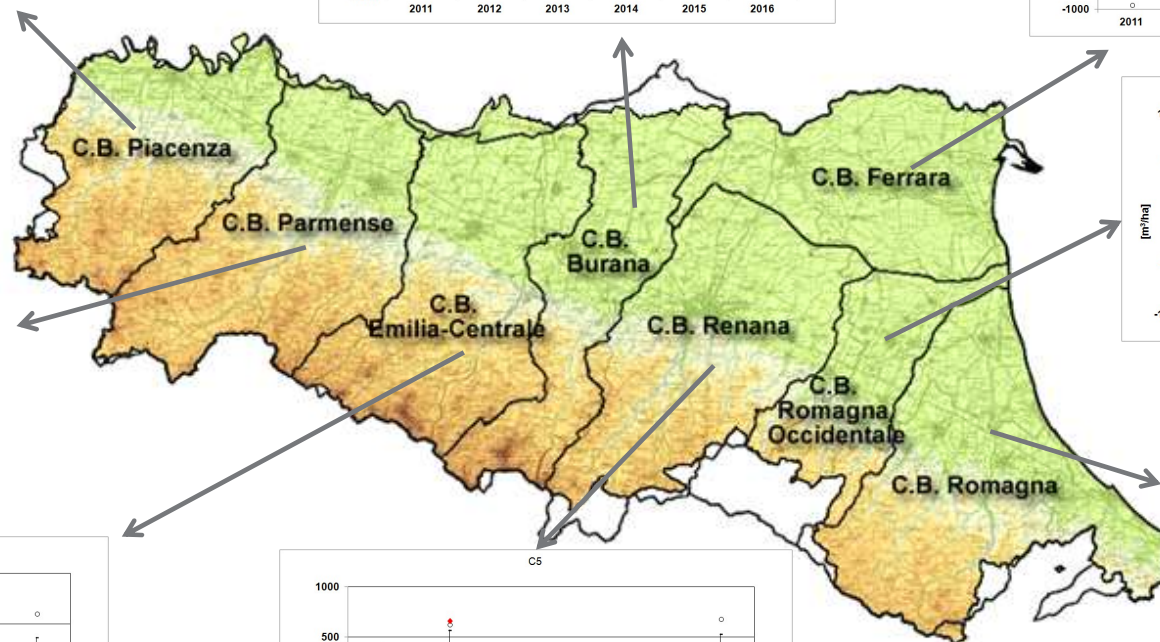 2011 2012 2013 2014 2015 2016
-1000
2011
C.B. Piacenza
C.B. Parmense
C.B.
Emilia-Centrale
C.B.
Burana
C.B. Ferrara
C.B. Renana
C.B.
Romagna
Occidentale
C.B. Romagna
[m³/ha]
C5
1000
500